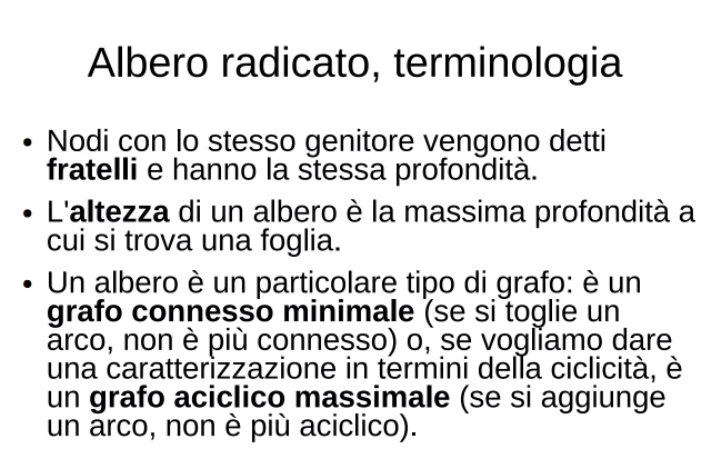 Albero radicato, terminologia
• Nodi con lo stesso genitore vengono detti
fratelli e hanno la stessa profondità.
• L'altezza di un albero è la massima profondità a
cui si trova una foglia.
• Un albero è un particolare tipo di grafo: è un
grafo connesso minimale (se si toglie un
arco, non è più connesso) o, se vogliamo dare
una caratterizzazione in termini della ciclicità, è
un grafo aciclico massimale (se si aggiunge
un arco, non è più aciclico).